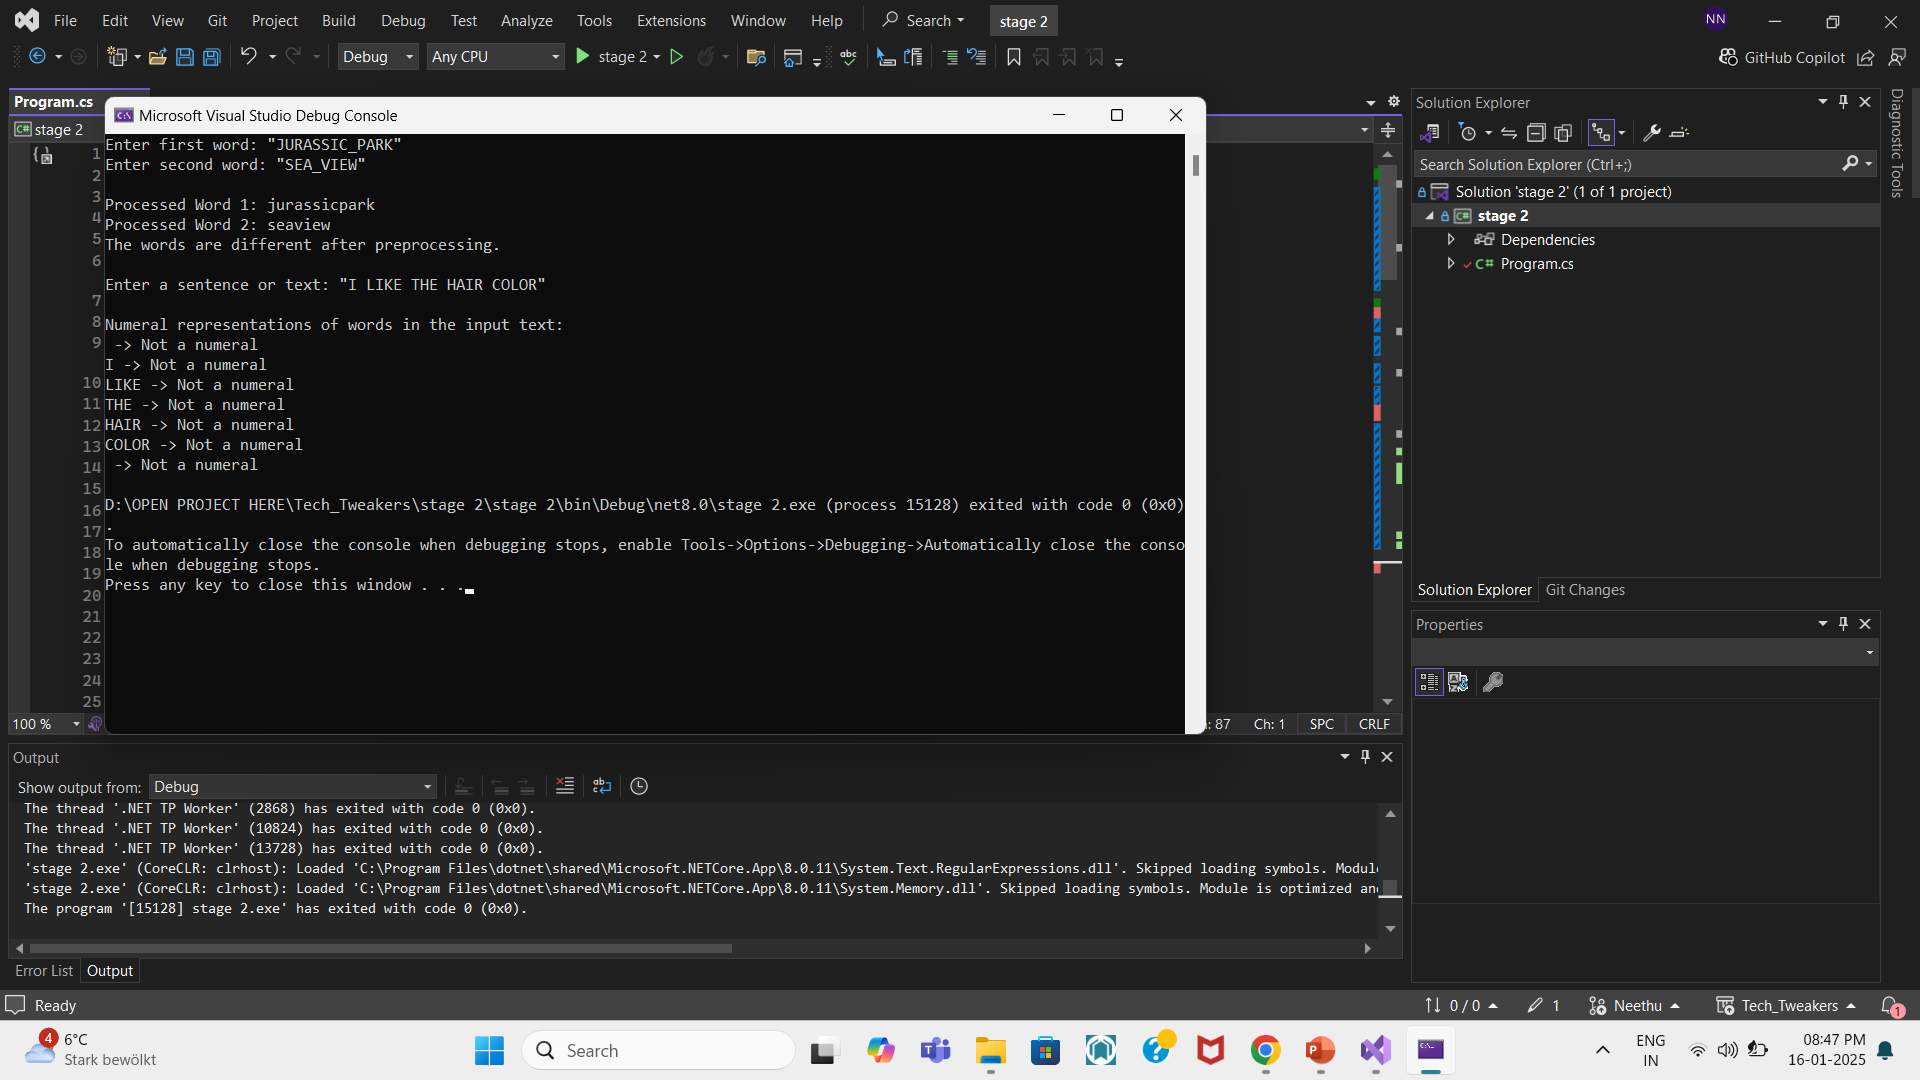 File Edit View Git Project Build Debug Test Analyze Tools Extensions Window Help Search stage 2 NN
Debug Any CPU stage 2 GitHub Copilot
Program.cs
stage 2
Microsoft Visual Studio Debug Console
Enter first word: "JURASSIC_PARK"
Enter second word: "SEA_VIEW"
Processed Word 1: jurassicpark
Processed Word 2: seaview
The words are different after preprocessing.
Enter a sentence or text: "I LIKE THE HAIR COLOR"
Numeral representations of words in the input text:
-> Not a numeral
I -> Not a numeral
LIKE -> Not a numeral
THE -> Not a numeral
HAIR -> Not a numeral
COLOR -> Not a numeral
-> Not a numeral
D:\OPEN PROJECT HERE\Tech_Tweakers\stage 2\stage 2\bin\Debug\net8.0\stage 2.exe (process 15128) exited with code 0 (0x0)
.
To automatically close the console when debugging stops, enable Tools->Options->Debugging->Automatically close the conso
le when debugging stops.
Press any key to close this window . . .
1
2
3
4
5
6
7
8
9
10
11
12
13
14
15
16
17
18
19
20
21
22
23
24
25
100 % : 87 Ch: 1 SPC CRLF
Solution Explorer
Search Solution Explorer (Ctrl+;)
Solution 'stage 2' (1 of 1 project)
stage 2
Dependencies
C# Program.cs
Solution Explorer Git Changes
Diagnostic Tools
Properties
Output
Show output from: Debug
The thread '.NET TP Worker' (2868) has exited with code 0 (0x0).
The thread '.NET TP Worker' (10824) has exited with code 0 (0x0).
The thread '.NET TP Worker' (13728) has exited with code 0 (0x0).
'stage 2.exe' (CoreCLR: clrhost): Loaded 'C:\Program Files\dotnet\shared\Microsoft.NETCore.App\8.0.11\System.Text.RegularExpressions.dll'. Skipped loading symbols. Modul
'stage 2.exe' (CoreCLR: clrhost): Loaded 'C:\Program Files\dotnet\shared\Microsoft.NETCore.App\8.0.11\System.Memory.dll'. Skipped loading symbols. Module is optimized an
The program '[15128] stage 2.exe' has exited with code 0 (0x0).
Error List Output
Ready 0 / 0 1 Neethu Tech_Tweakers 1
4 6°C
Stark bewölkt
Search
ENG
IN
08:47 PM
16-01-2025